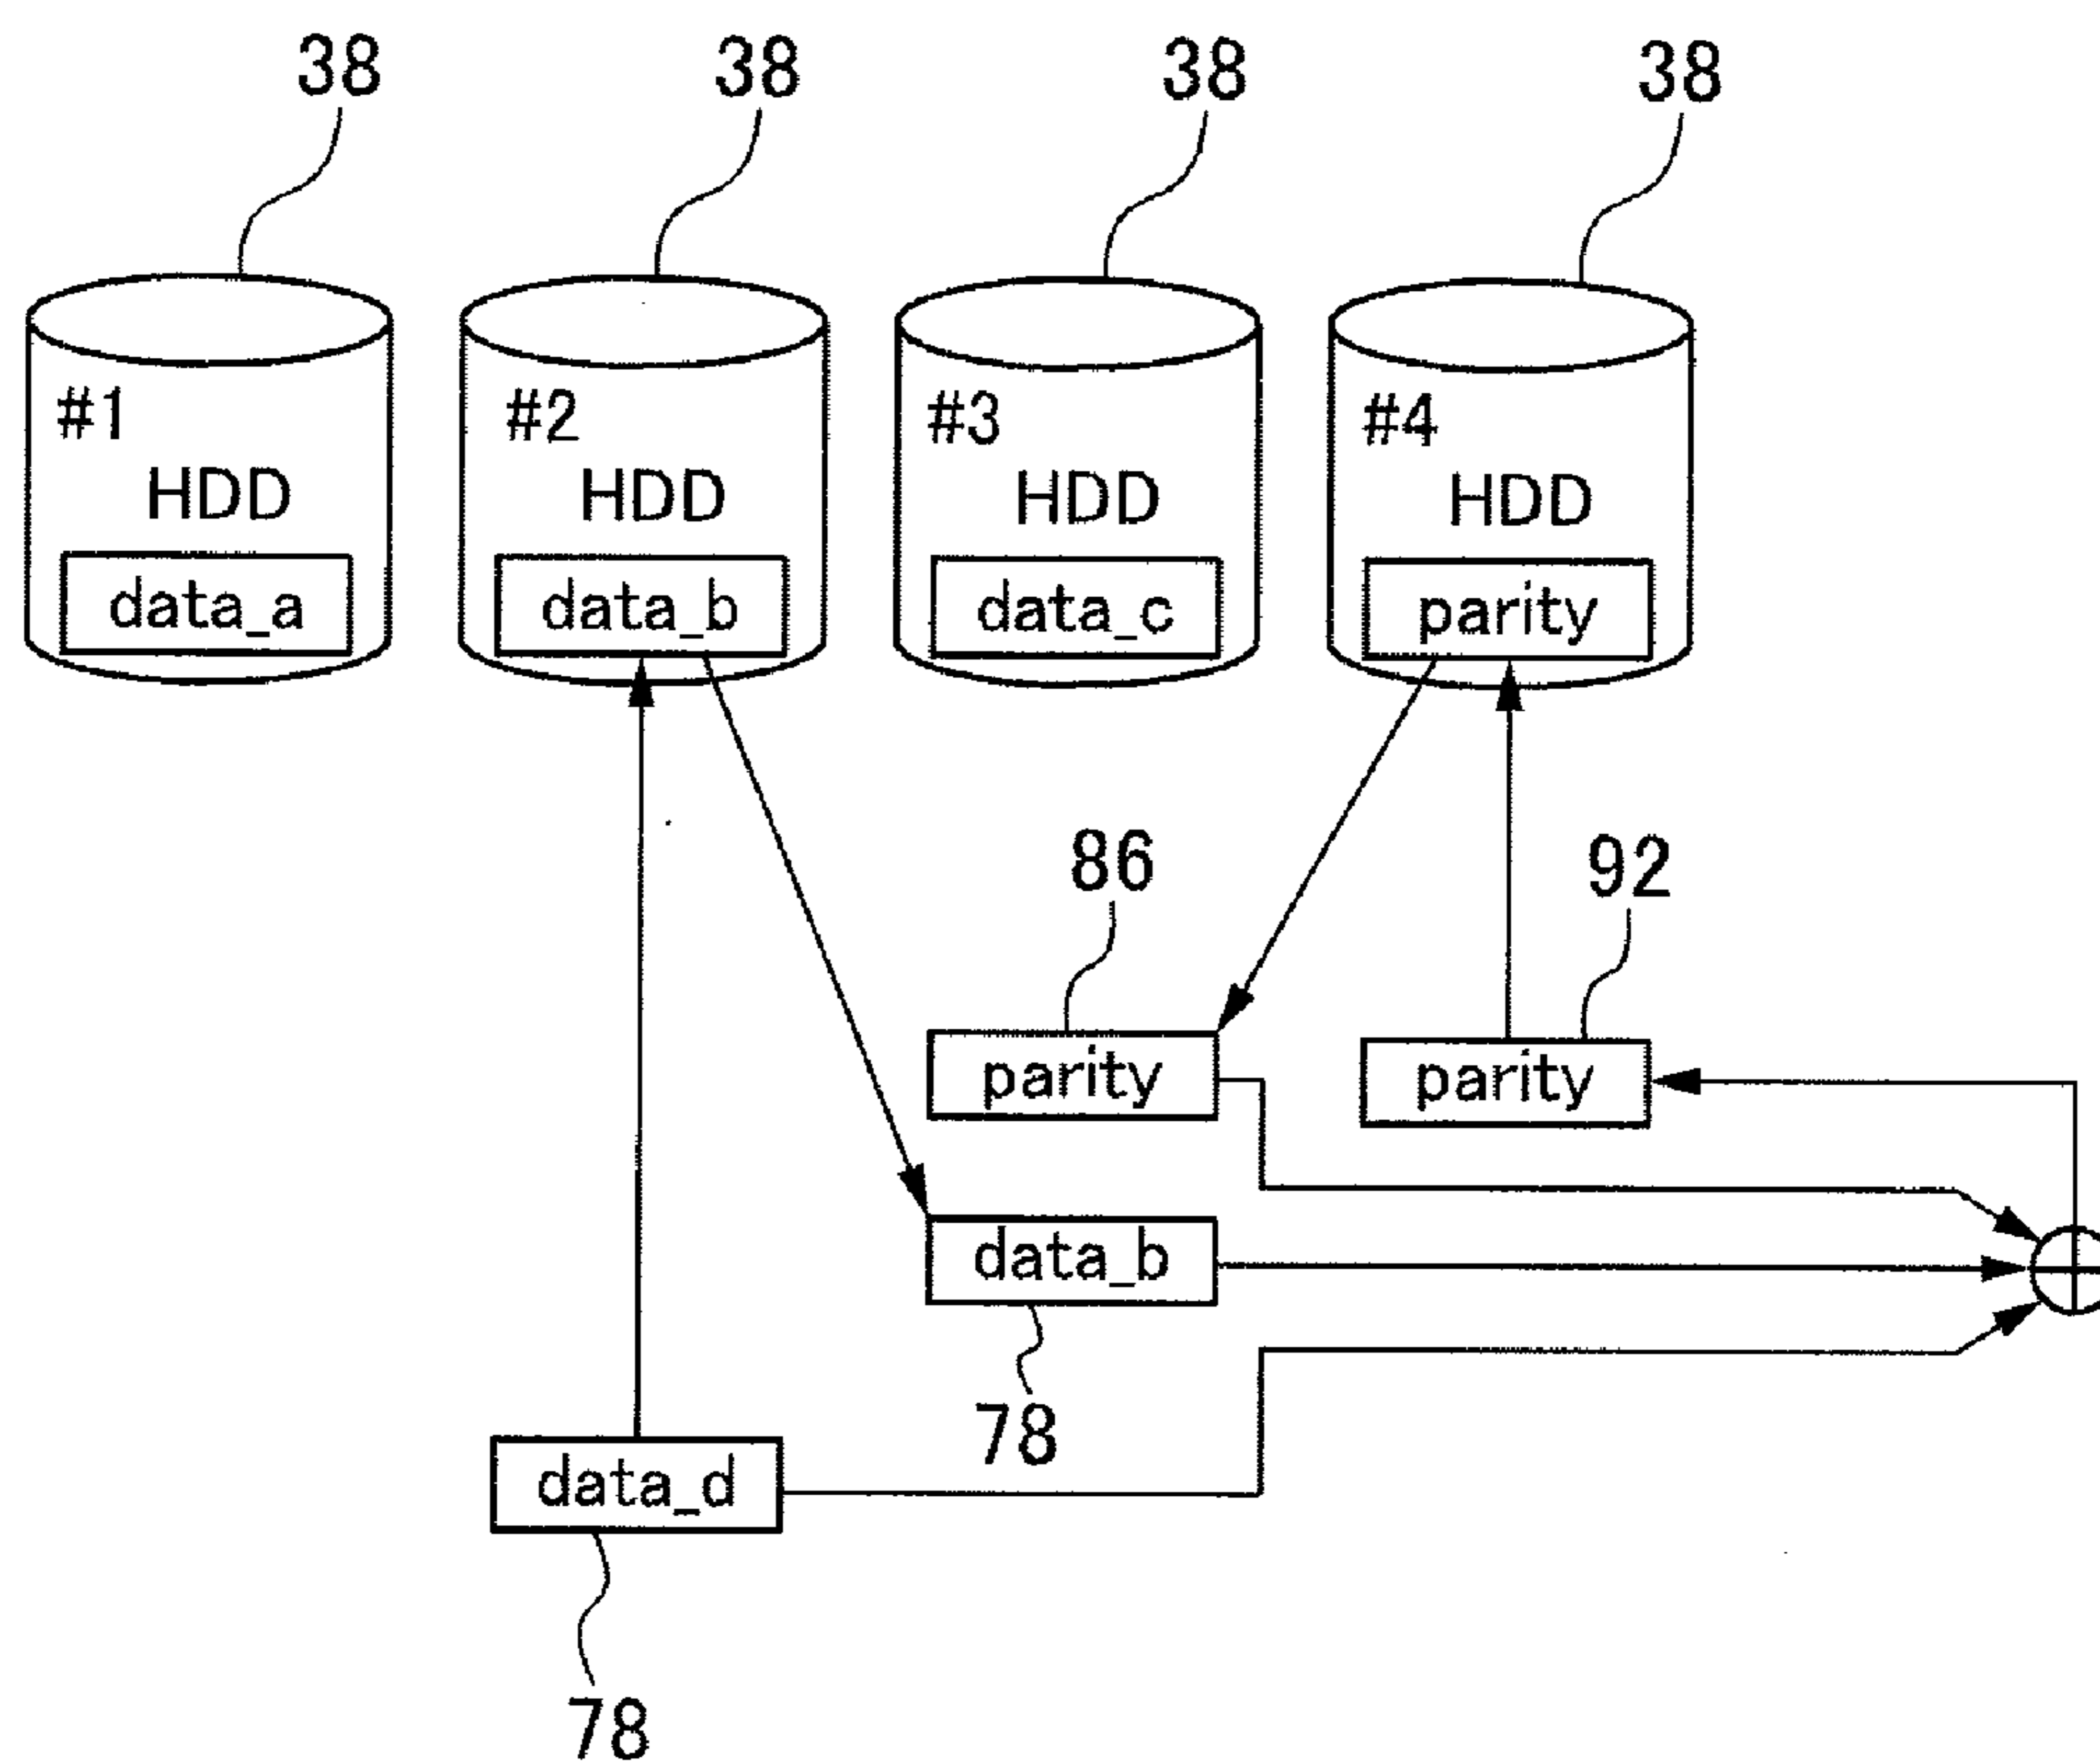 38 38 38 38
#1 #2 #3 #4
HDD HDD HDD HDD
data_a data_b data_c parity
86 92
parity parity
data_b
78
data_d
78